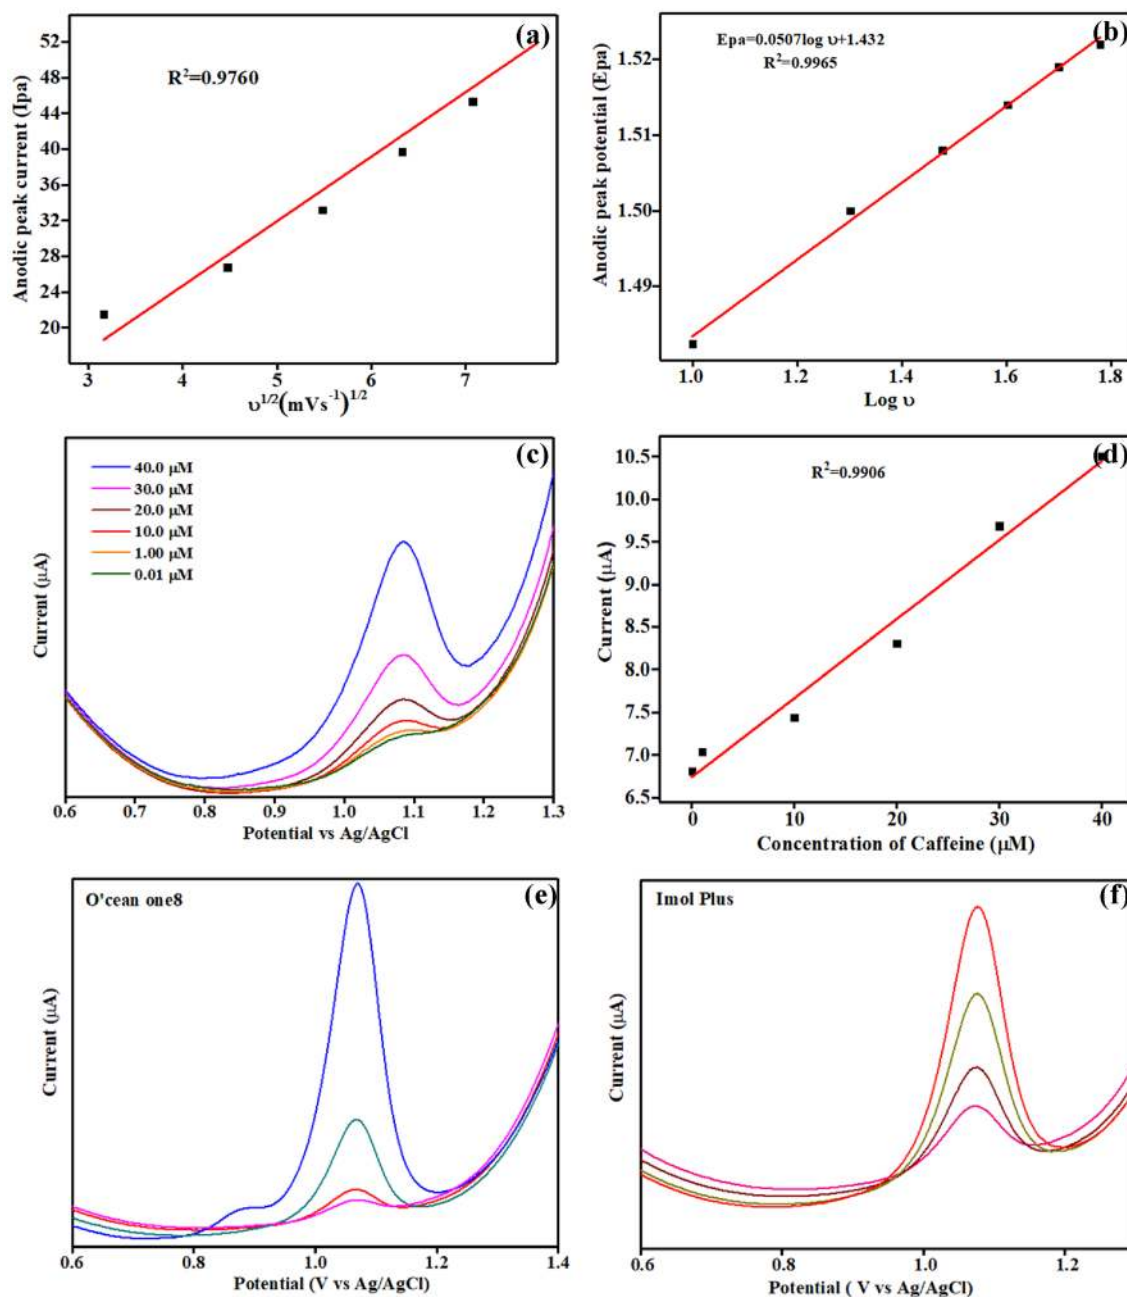 (a)
R²=0.9760
Anodic peak current (Ipa)
52
48
44
40
36
32
28
24
20
3
4
5
6
7
υ^1/2(mVs⁻¹)^1/2
(b)
Epa=0.0507log υ+1.432
R²=0.9965
Anodic peak potential (Epa)
1.52
1.51
1.50
1.49
1.0
1.2
1.4
1.6
1.8
Log υ
(c)
40.0 μM
30.0 μM
20.0 μM
10.0 μM
1.00 μM
0.01 μM
Current (μA)
0.6
0.7
0.8
0.9
1.0
1.1
1.2
1.3
Potential vs Ag/AgCl
(d)
R²=0.9906
Current (μA)
10.5
10.0
9.5
9.0
8.5
8.0
7.5
7.0
6.5
0
10
20
30
40
Concentration of Caffeine (μM)
(e)
O'cean one8
Current (μA)
0.6
0.8
1.0
1.2
1.4
Potential (V vs Ag/AgCl)
(f)
Imol Plus
Current (μA)
0.6
0.8
1.0
1.2
Potential ( V vs Ag/AgCl)